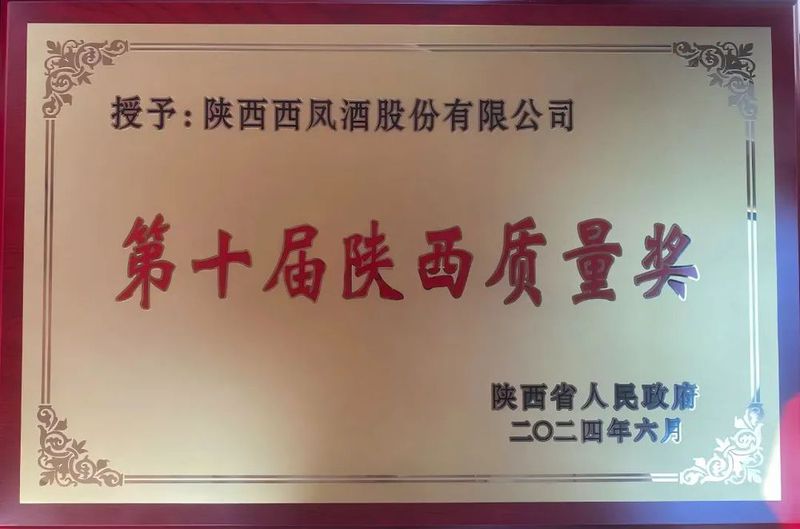 授予：陕西西凤酒股份有限公司
第十届陕西质量奖
陕西省人民政府
二〇二四年六月